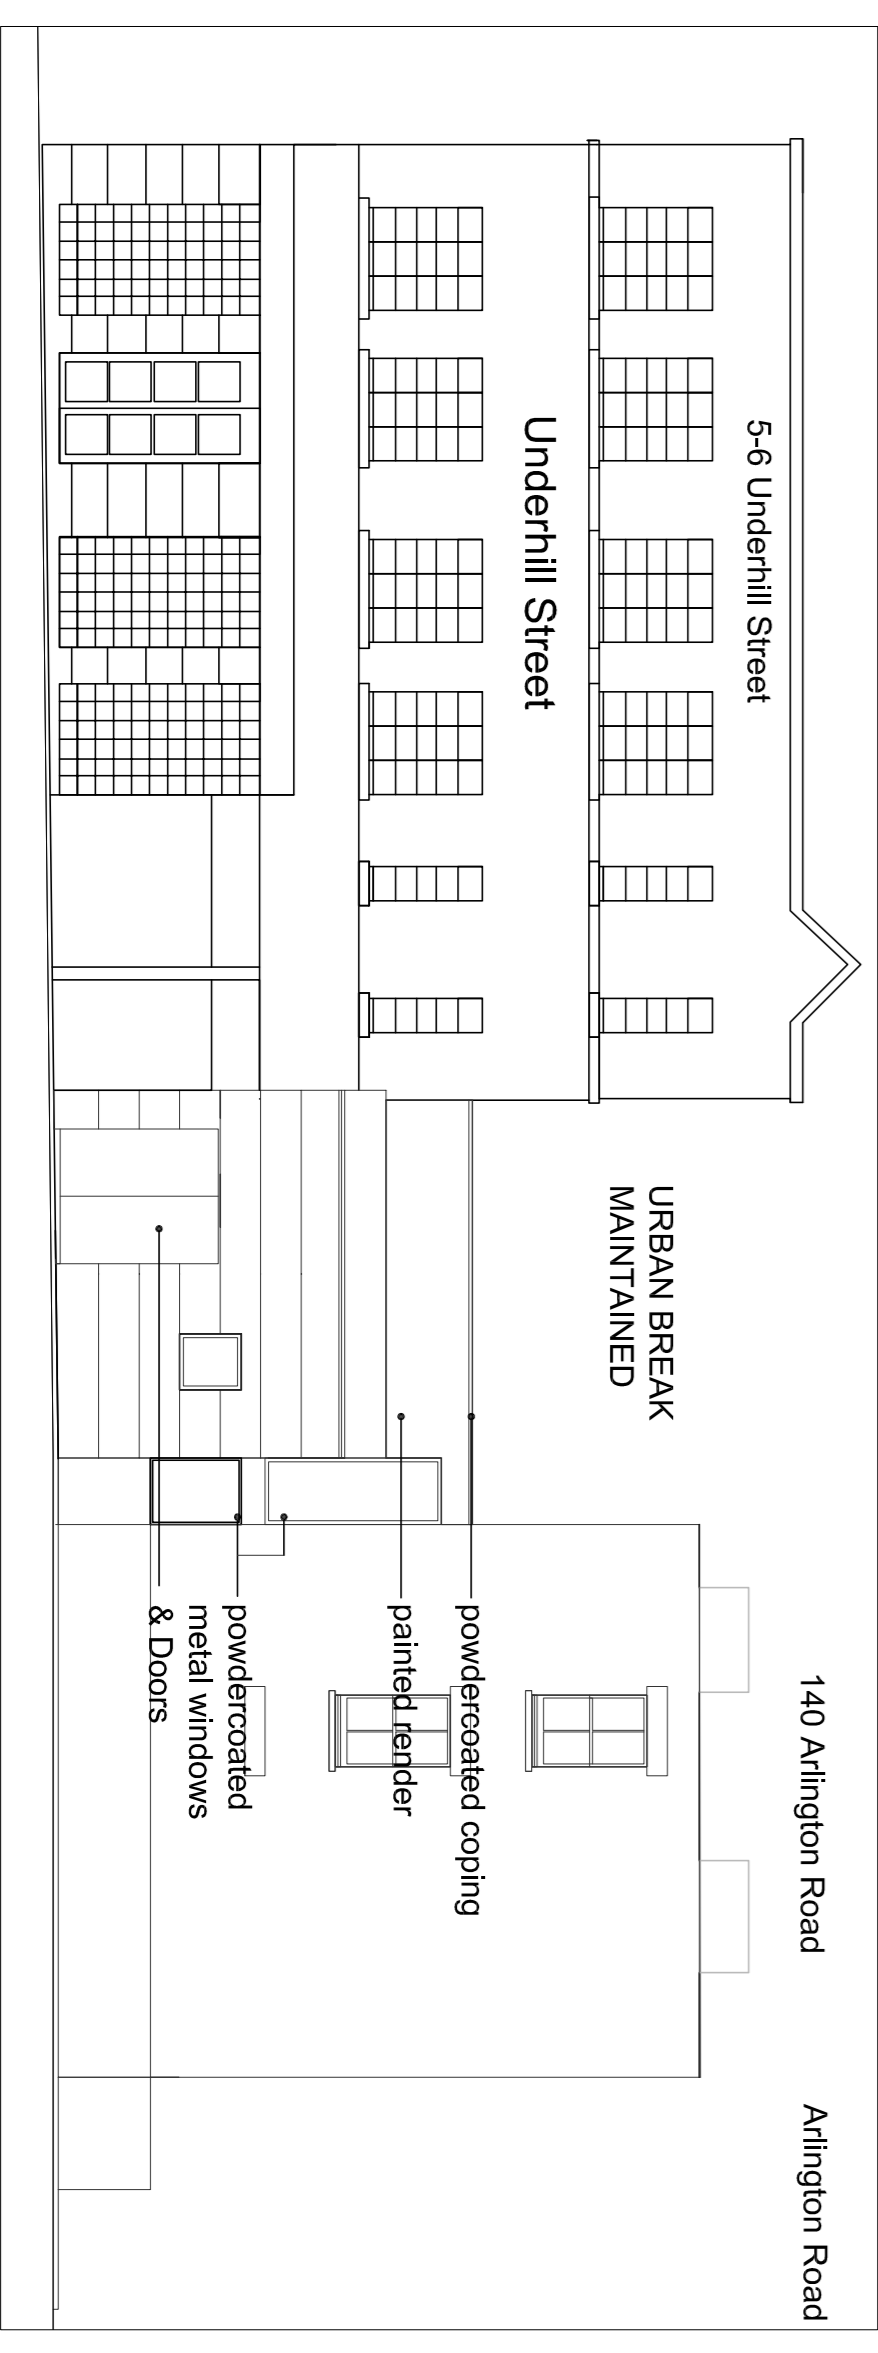 5-6 Underhill Street
Underhill Street
URBAN BREAK
MAINTAINED
140 Arlington Road
Arlington Road
powdercoated coping
painted render
powdercoated
metal windows
& Doors